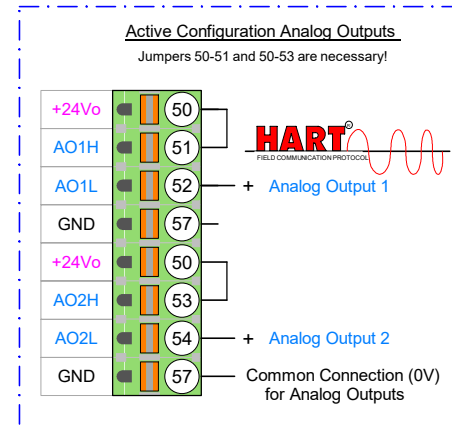 Active Configuration Analog Outputs
Jumpers 50-51 and 50-53 are necessary!
+24Vo 50
AO1H 51
HART®
FIELD COMMUNICATION PROTOCOL
AO1L 52 + Analog Output 1
GND 57
+24Vo 50
AO2H 53
AO2L 54 + Analog Output 2
GND 57 Common Connection (0V)
for Analog Outputs